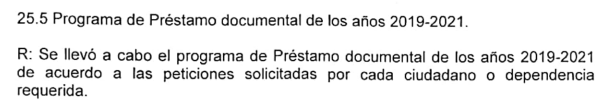 25.5 Programa de Préstamo documental de los años 2019-2021.
R: Se llevó a cabo el programa de Préstamo documental de los años 2019-2021
de acuerdo a las peticiones solicitadas por cada ciudadano o dependencia
requerida.